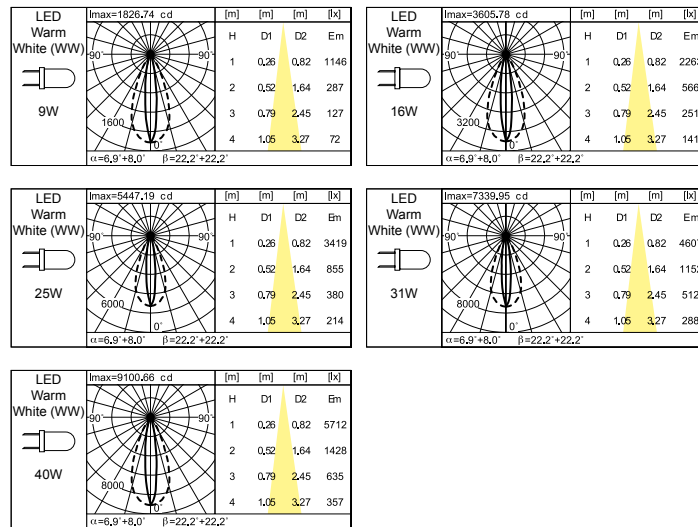 LED
Warm
White (WW)
9W
Imax=1826.74 cd
90° 90°
1600
0°
α=6.9°+8.0° β=22.2°+22.2°
[m] [m] [m] [lx]
H D1 D2 Em
1 0.26 0.82 1146
2 0.52 1.64 287
3 0.79 2.45 127
4 1.05 3.27 72
LED
Warm
White (WW)
16W
Imax=3605.78 cd
90° 90°
3200
0°
α=6.9°+8.0° β=22.2°+22.2°
[m] [m] [m] [lx]
H D1 D2 Em
1 0.26 0.82 2263
2 0.52 1.64 566
3 0.79 2.45 251
4 1.05 3.27 141
LED
Warm
White (WW)
25W
Imax=5447.19 cd
90° 90°
6000
0°
α=6.9°+8.0° β=22.2°+22.2°
[m] [m] [m] [lx]
H D1 D2 Em
1 0.26 0.82 3419
2 0.52 1.64 855
3 0.79 2.45 380
4 1.05 3.27 214
LED
Warm
White (WW)
31W
Imax=7339.95 cd
90° 90°
8000
0°
α=6.9°+8.0° β=22.2°+22.2°
[m] [m] [m] [lx]
H D1 D2 Em
1 0.26 0.82 4607
2 0.52 1.64 1152
3 0.79 2.45 512
4 1.05 3.27 288
LED
Warm
White (WW)
40W
Imax=9100.66 cd
90° 90°
8000
0°
α=6.9°+8.0° β=22.2°+22.2°
[m] [m] [m] [lx]
H D1 D2 Em
1 0.26 0.82 5712
2 0.52 1.64 1428
3 0.79 2.45 635
4 1.05 3.27 357